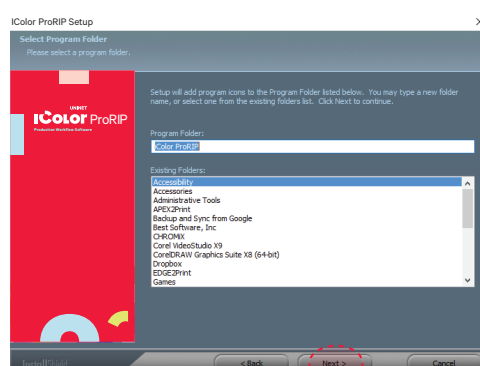 IColor ProRIP Setup
Select Program Folder
Please select a program folder.
UNINET
IColor ProRIP
Production Workflow Software
Setup will add program icons to the Program Folder listed below. You may type a new folder
name, or select one from the existing folders list. Click Next to continue.
Program Folder:
IColor ProRIP
Existing Folders:
Accessibility
Accessories
Administrative Tools
APEX2Print
Backup and Sync from Google
Best Software, Inc
CHROMiX
Corel VideoStudio X9
CorelDRAW Graphics Suite X8 (64-bit)
Dropbox
EDGE2Print
Games
InstallShield
< Back
Next >
Cancel